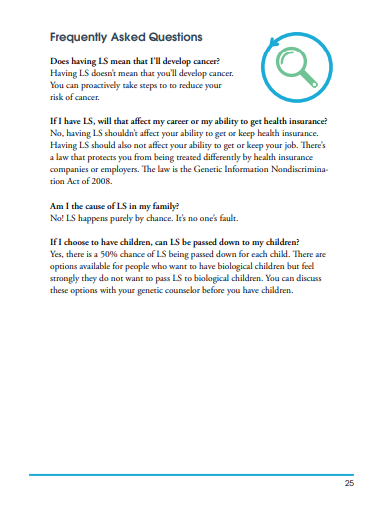 Frequently Asked Questions
Does having LS mean that I'll develop cancer?
Having LS doesn't mean that you'll develop cancer.
You can proactively take steps to to reduce your
risk of cancer.
If I have LS, will that affect my career or my ability to get health insurance?
No, having LS shouldn't affect your ability to get or keep health insurance.
Having LS should also not affect your ability to get or keep your job. There's
a law that protects you from being treated differently by health insurance
companies or employers. The law is the Genetic Information Nondiscrimina-
tion Act of 2008.
Am I the cause of LS in my family?
No! LS happens purely by chance. It's no one's fault.
If I choose to have children, can LS be passed down to my children?
Yes, there is a 50% chance of LS being passed down for each child. There are
options available for people who want to have biological children but feel
strongly they do not want to pass LS to biological children. You can discuss
these options with your genetic counselor before you have children.
25